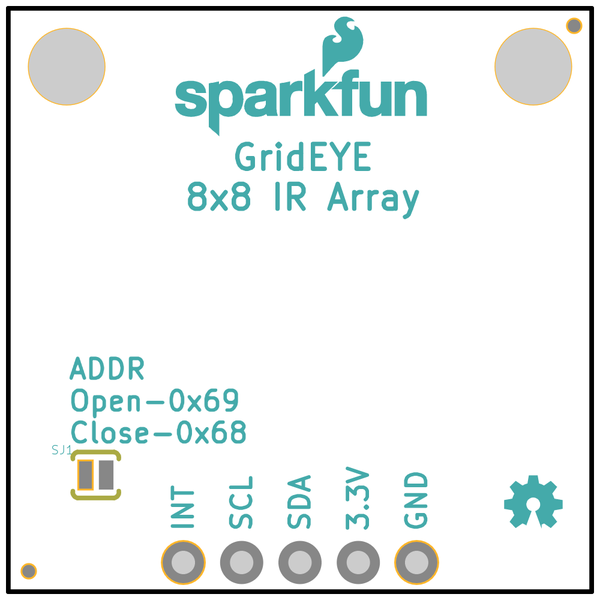 sparkfun
GridEYE
8x8 IR Array
ADDR
Open-0x69
Close-0x68
SJ1
INT
SCL
SDA
3.3V
GND